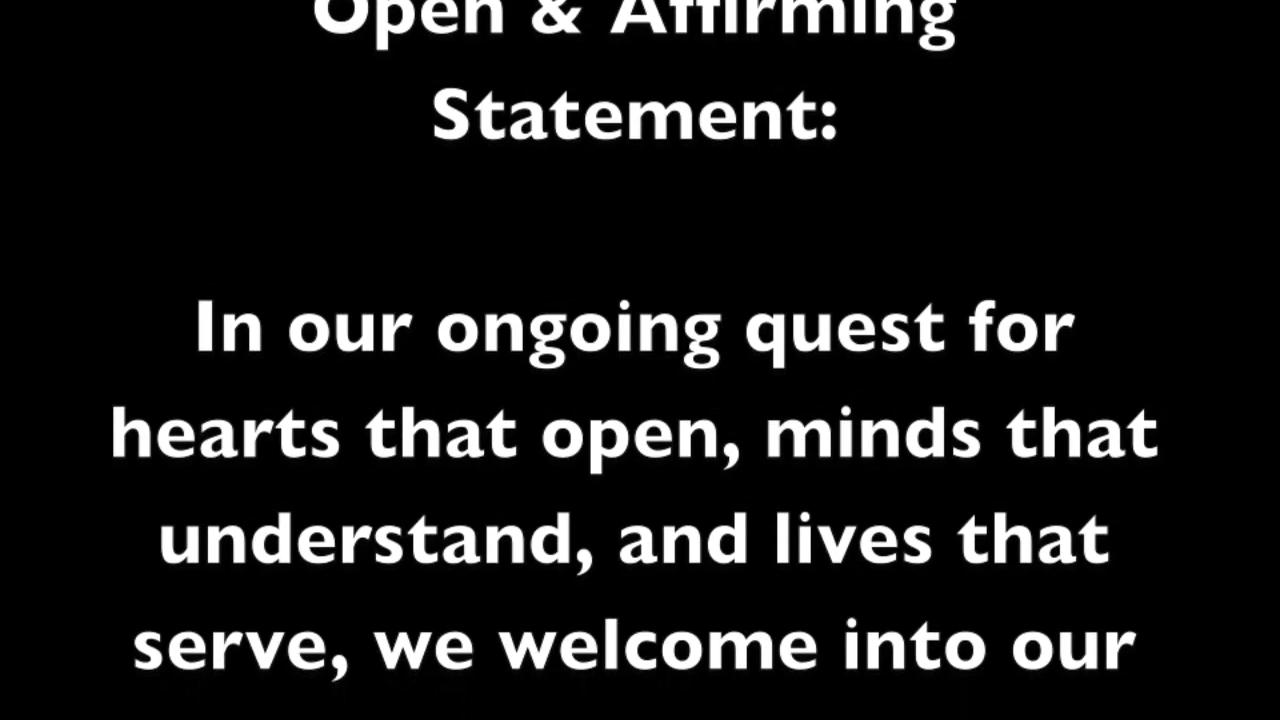 Open & Affirming
Statement:
In our ongoing quest for
hearts that open, minds that
understand, and lives that
serve, we welcome into our